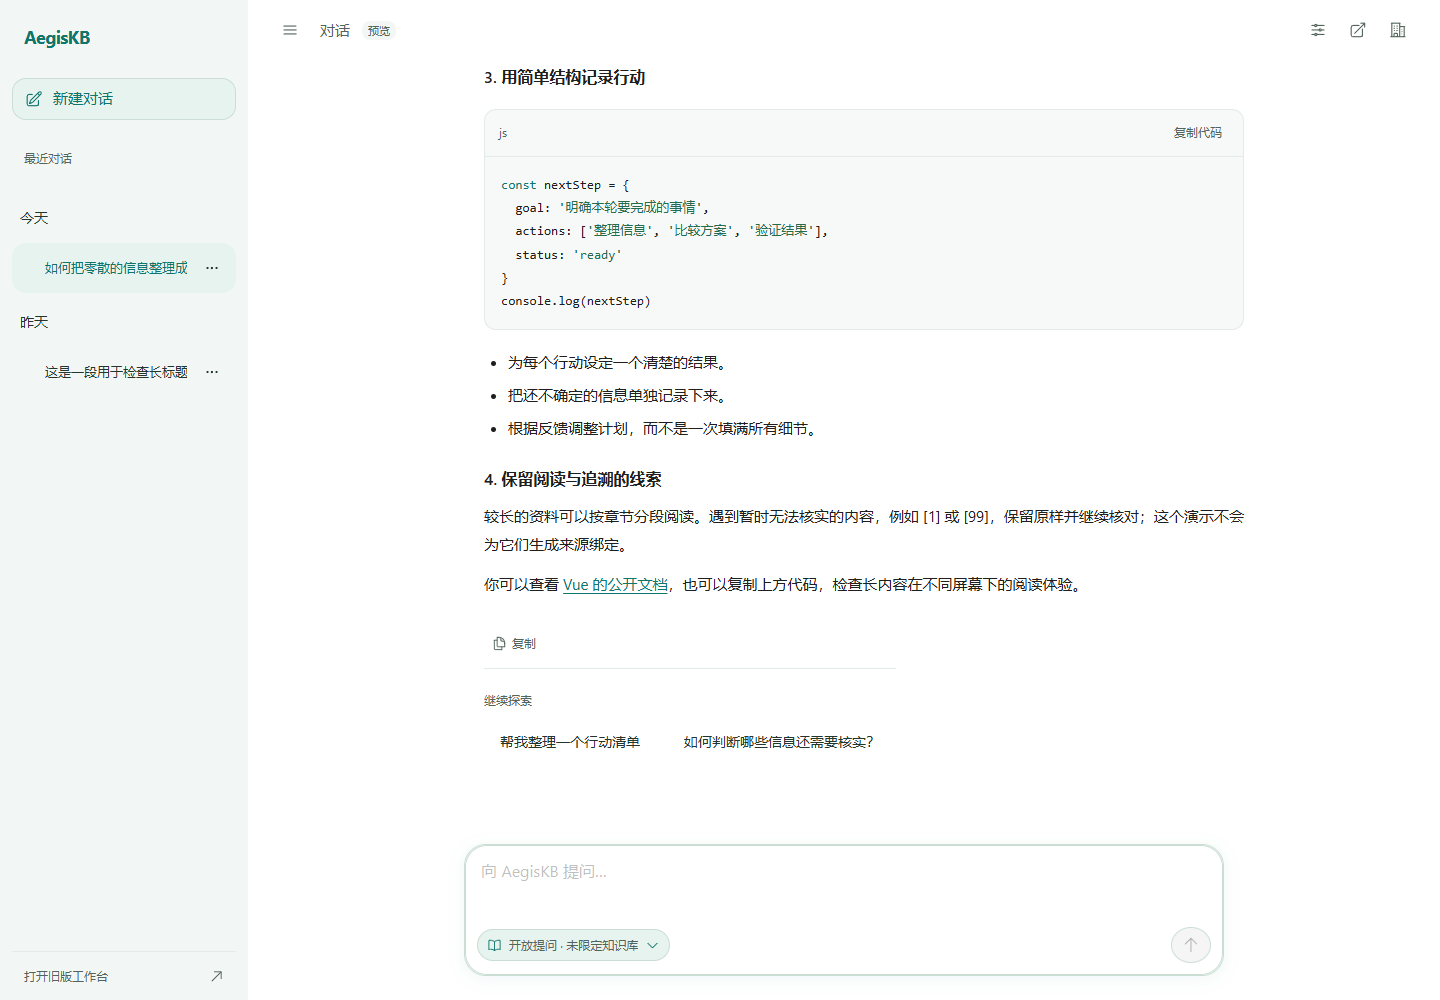 AegisKB
新建对话
最近对话
今天
如何把零散的信息整理成
昨天
这是一段用于检查长标题
打开旧版工作台
对话 预览
3. 用简单结构记录行动
js 复制代码
const nextStep = {
  goal: '明确本轮要完成的事情',
  actions: ['整理信息', '比较方案', '验证结果'],
  status: 'ready'
}
console.log(nextStep)
• 为每个行动设定一个清楚的结果。
• 把还不确定的信息单独记录下来。
• 根据反馈调整计划，而不是一次填满所有细节。
4. 保留阅读与追溯的线索
较长的资料可以按章节分段阅读。遇到暂时无法核实的内容，例如 [1] 或 [99]，保留原样并继续核对；这个演示不会
为它们生成来源绑定。
你可以查看 Vue 的公开文档，也可以复制上方代码，检查长内容在不同屏幕下的阅读体验。
复制
继续探索
帮我整理一个行动清单 如何判断哪些信息还需要核实？
向 AegisKB 提问...
开放提问 · 未限定知识库